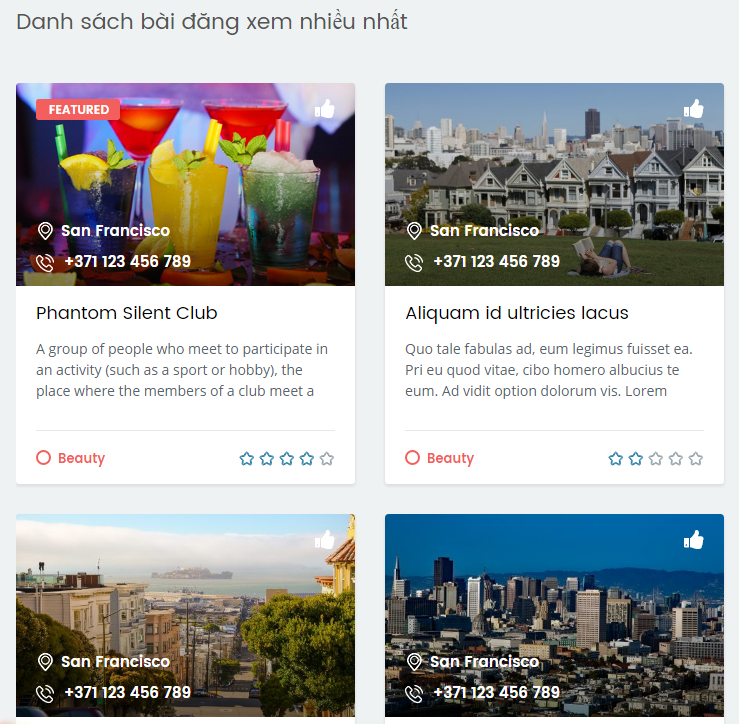 Danh sách bài đăng xem nhiều nhất
FEATURED
San Francisco
+371 123 456 789
Phantom Silent Club
A group of people who meet to participate in
an activity (such as a sport or hobby), the
place where the members of a club meet a
Beauty
San Francisco
+371 123 456 789
Aliquam id ultricies lacus
Quo tale fabulas ad, eum legimus fuisset ea.
Pri eu quod vitae, cibo homero albucius te
eum. Ad vidit option dolorum vis. Lorem
Beauty
San Francisco
+371 123 456 789
San Francisco
+371 123 456 789